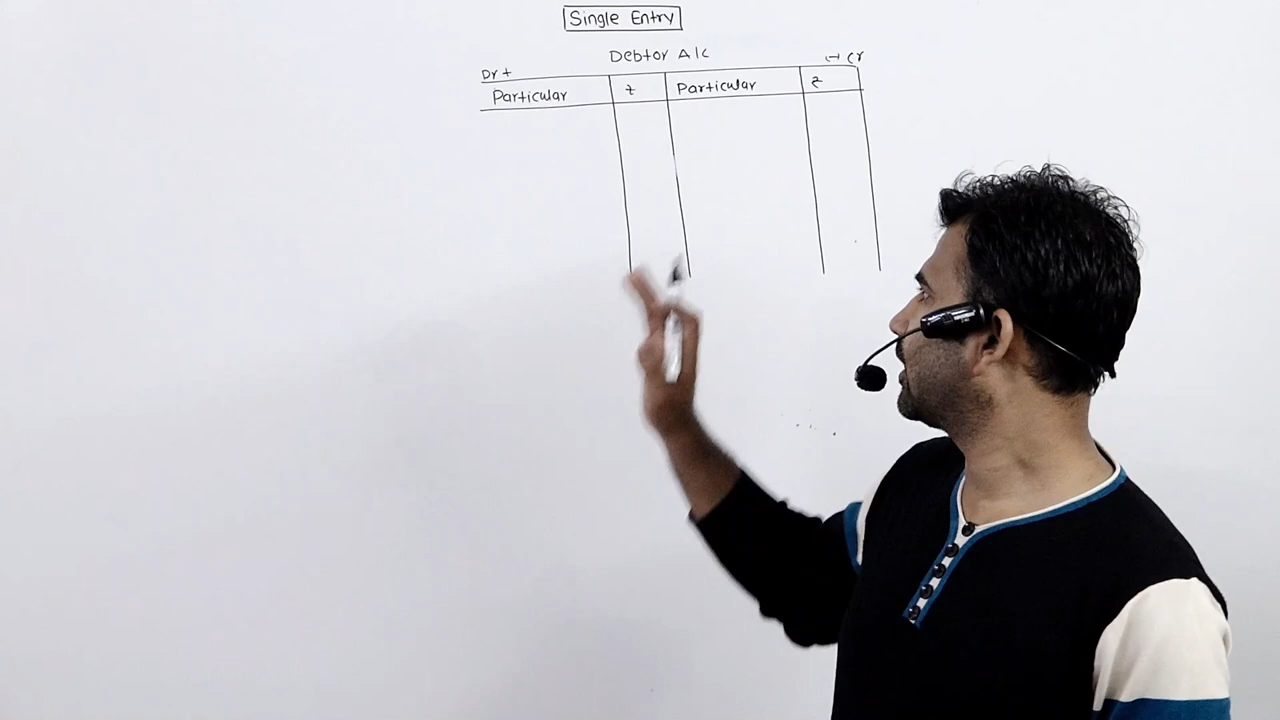 Single Entry
Debtor A/c
Dr + (-) Cr
Particular ₹ Particular ₹